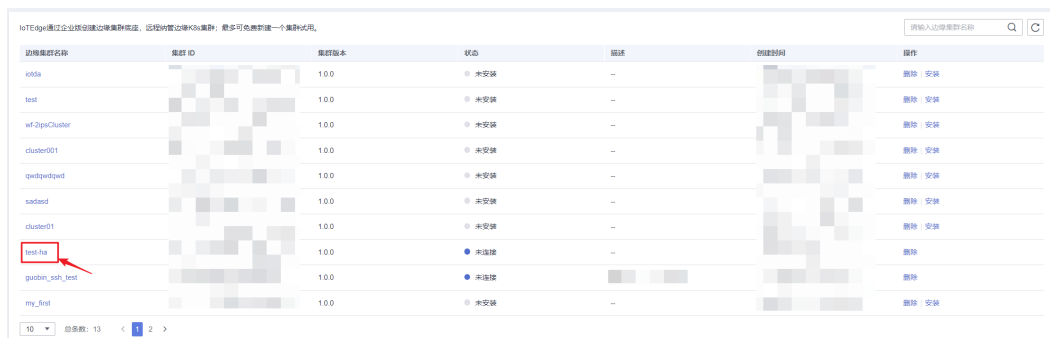 IoTEdge通过企业版创建边缘集群底座，远程纳管边缘K8s集群；最多可免费新建一个集群试用。
请输入边缘集群名称
边缘集群名称 集群 ID 集群版本 状态 描述 创建时间 操作
iotda 1.0.0 未安装 -- 删除 安装
test 1.0.0 未安装 -- 删除 安装
wf-2ipsCluster 1.0.0 未安装 -- 删除 安装
cluster001 1.0.0 未安装 -- 删除 安装
qwdqwdqwd 1.0.0 未安装 -- 删除 安装
sadasd 1.0.0 未安装 -- 删除 安装
cluster01 1.0.0 未安装 -- 删除 安装
test-ha 1.0.0 未连接 -- 删除
guobin_ssh_test 1.0.0 未连接 删除
my_first 1.0.0 未安装 -- 删除 安装
10 总条数：13 < 1 2 >